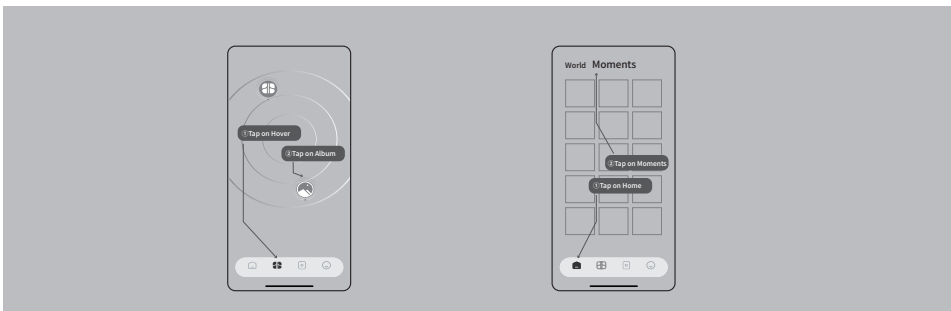 ①Tap on Hover
②Tap on Album
World Moments
②Tap on Moments
①Tap on Home